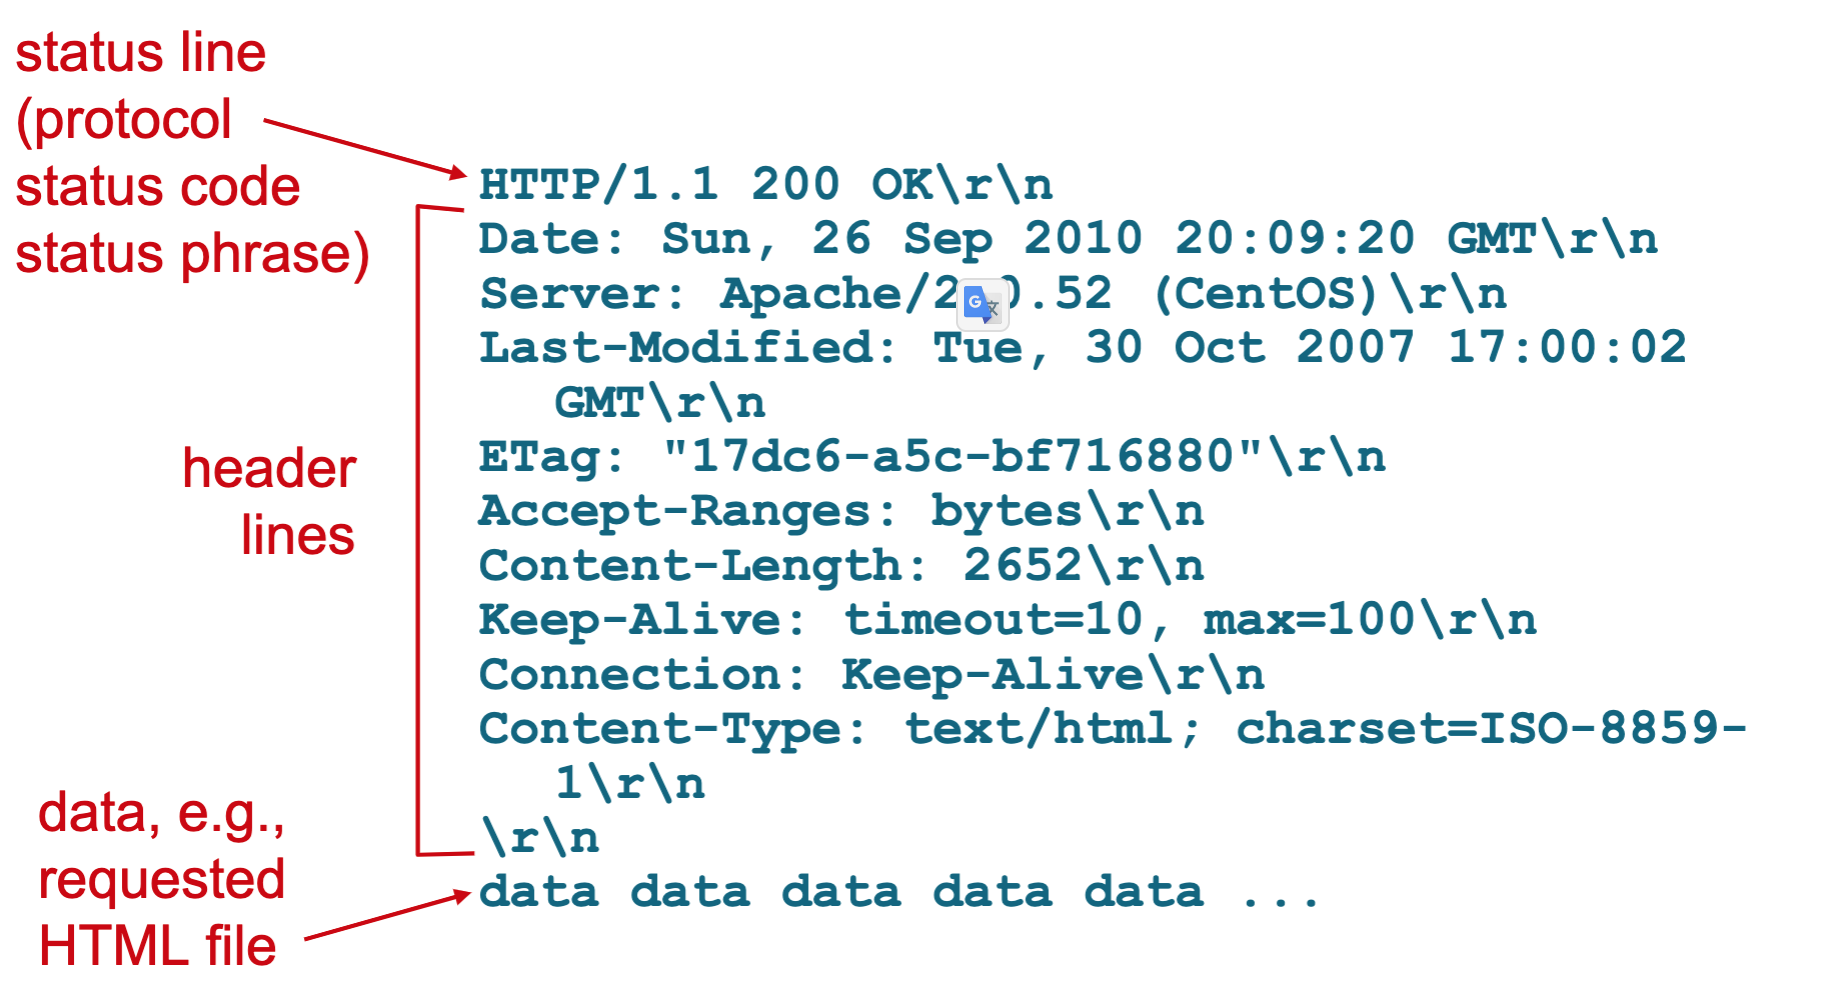 status line
(protocol
status code
status phrase)
HTTP/1.1 200 OK\r\n
Date: Sun, 26 Sep 2010 20:09:20 GMT\r\n
Server: Apache/2.0.52 (CentOS)\r\n
Last-Modified: Tue, 30 Oct 2007 17:00:02
GMT\r\n
ETag: "17dc6-a5c-bf716880"\r\n
Accept-Ranges: bytes\r\n
Content-Length: 2652\r\n
Keep-Alive: timeout=10, max=100\r\n
Connection: Keep-Alive\r\n
Content-Type: text/html; charset=ISO-8859-
1\r\n
\r\n
data data data data data ...
header
lines
data, e.g.,
requested
HTML file
G文